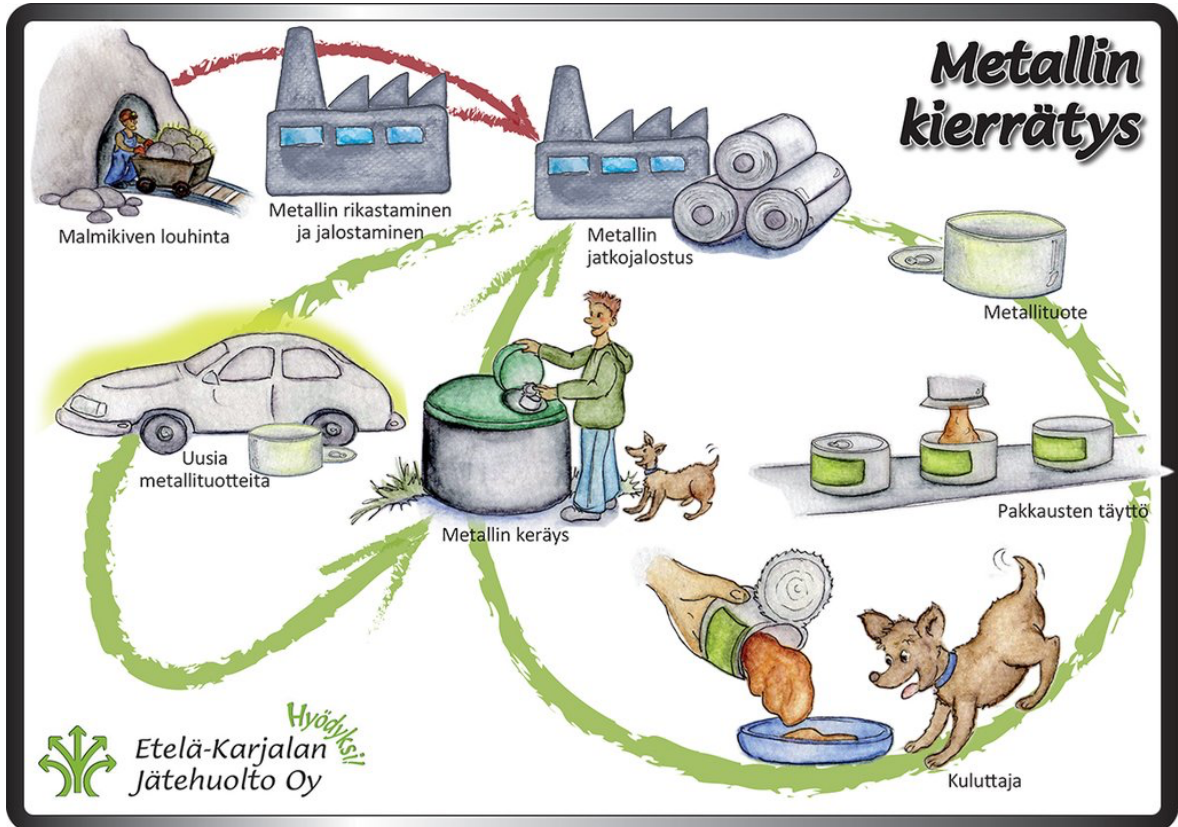 Metallin
kierrätys
Malmikiven louhinta
Metallin rikastaminen
ja jalostaminen
Metallin
jatkojalostus
Metallituote
Uusia
metallituotteita
Metallin keräys
Pakkausten täyttö
Kuluttaja
Hyödyksi!
Etelä-Karjalan
Jätehuolto Oy